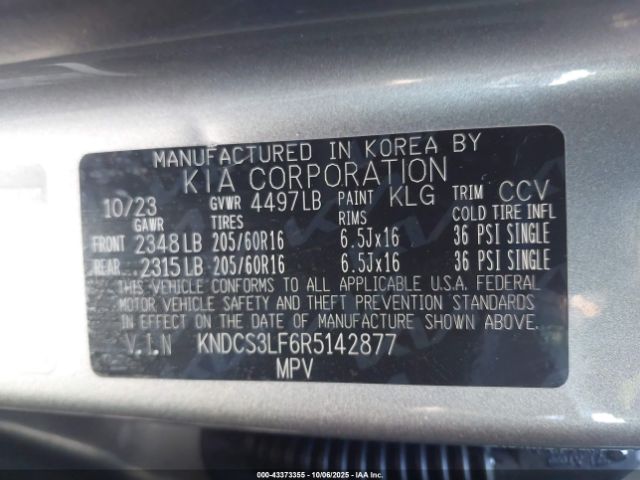 MANUFACTURED IN KOREA BY
KIA CORPORATION
10/23 GVWR 4497LB PAINT KLG TRIM CCV
GAWR TIRES RIMS COLD TIRE INFL
FRONT 2348LB 205/60R16 6.5Jx16 36 PSI SINGLE
REAR 2315LB 205/60R16 6.5Jx16 36 PSI SINGLE
THIS VEHICLE CONFORMS TO ALL APPLICABLE U.S.A. FEDERAL
MOTOR VEHICLE SAFETY AND THEFT PREVENTION STANDARDS
IN EFFECT ON THE DATE OF MANUFACTURE SHOWN ABOVE.
V.I.N KNDCS3LF6R5142877
MPV
00-43373355 - 10/06/2025 - Copyright © IAA, LLC